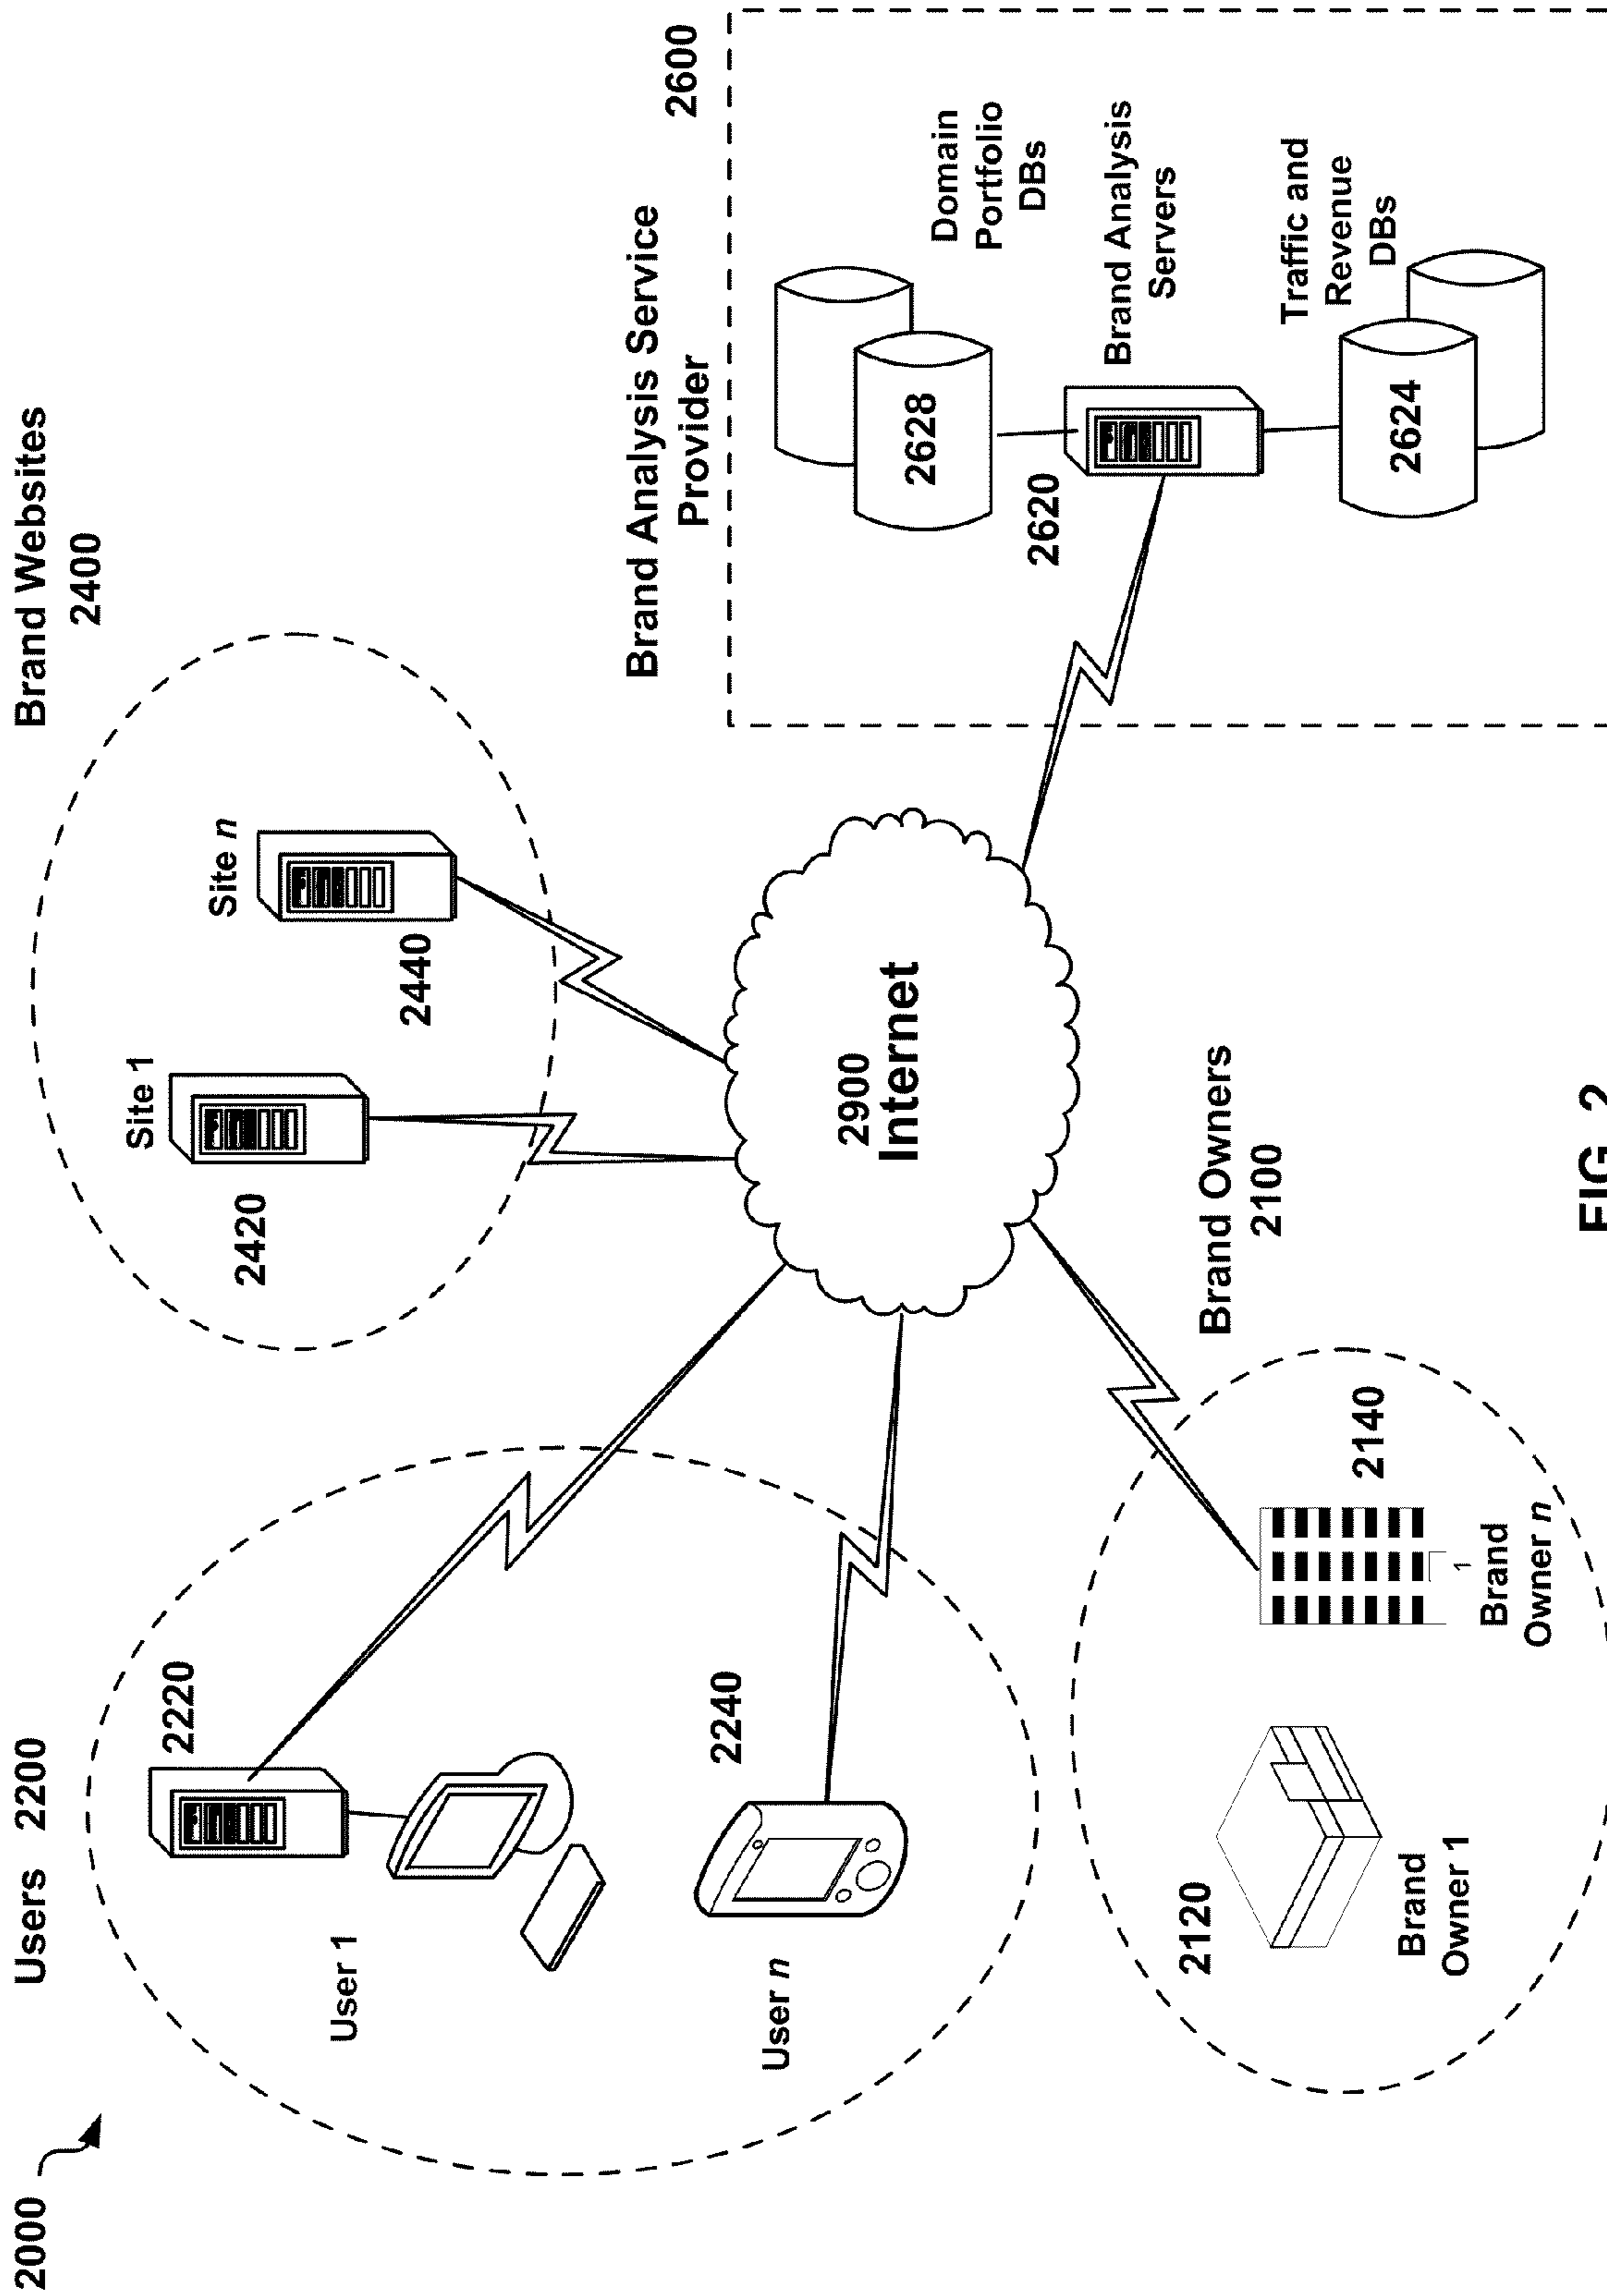 2000
Users 2200
2220
User 1
2240
User n
Brand Websites
2400
Site 1
2420
Site n
2440
2900
Internet
Brand Owners
2100
2120
Brand
Owner 1
2140
1
Brand
Owner n
Brand Analysis Service
Provider
2600
2628
Domain
Portfolio
DBs
2620
Brand Analysis
Servers
2624
Traffic and
Revenue
DBs
FIG. 2